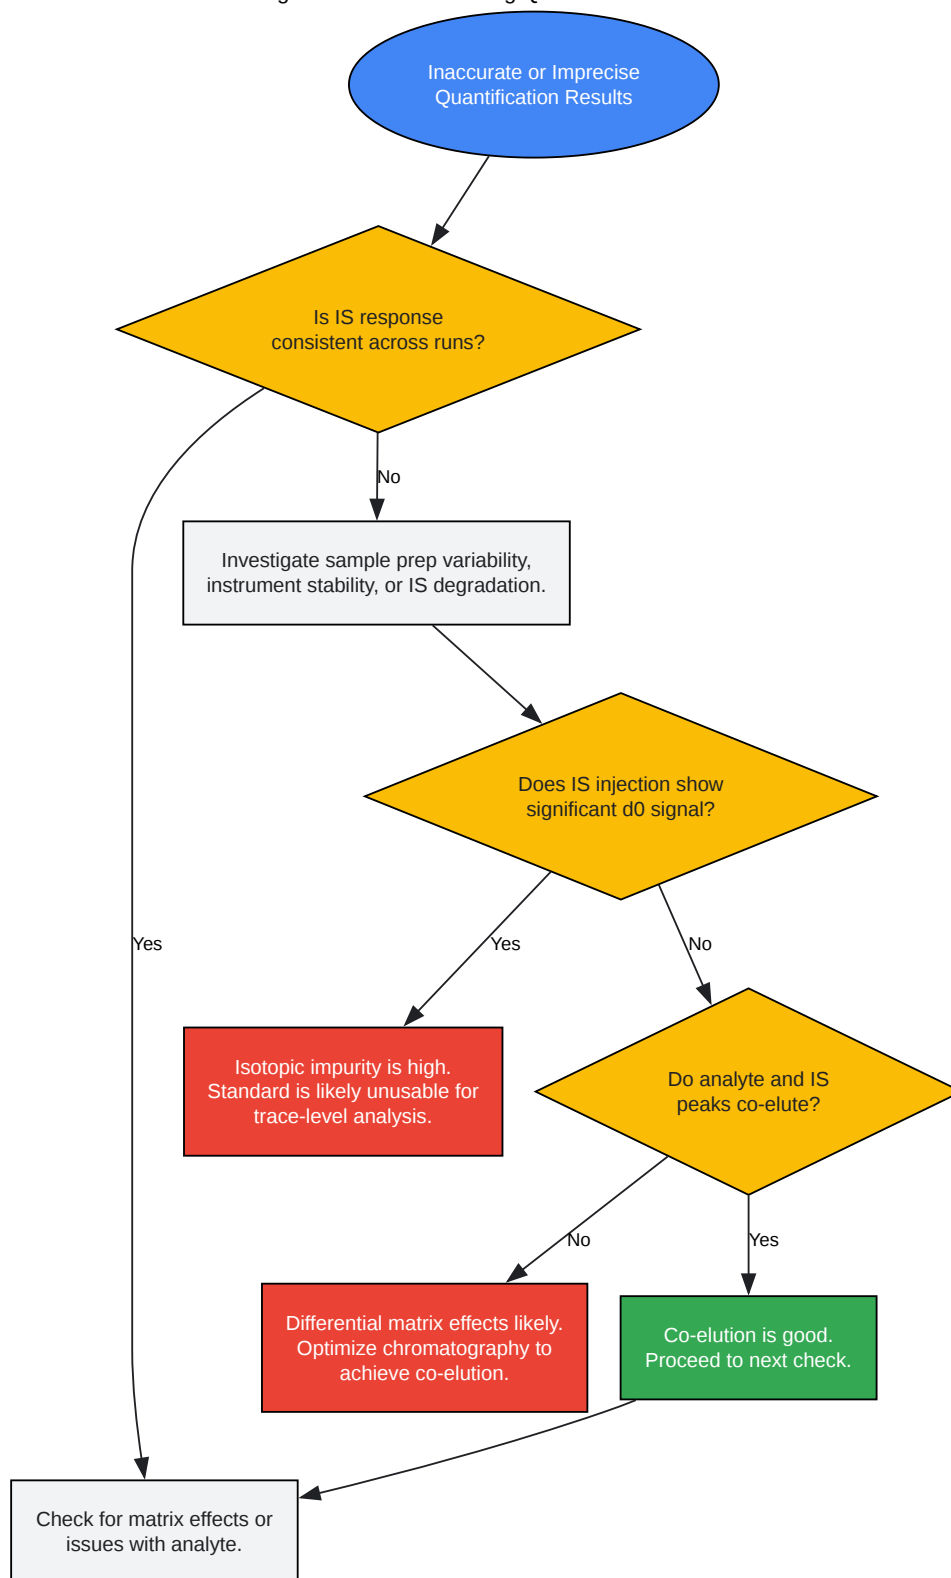 Inaccurate or Imprecise
Quantification Results
Is IS response
consistent across runs?
No
Investigate sample prep variability,
instrument stability, or IS degradation.
Does IS injection show
significant d0 signal?
Yes
Yes
No
Isotopic impurity is high.
Standard is likely unusable for
trace-level analysis.
Do analyte and IS
peaks co-elute?
No
Yes
Differential matrix effects likely.
Optimize chromatography to
achieve co-elution.
Co-elution is good.
Proceed to next check.
Check for matrix effects or
issues with analyte.